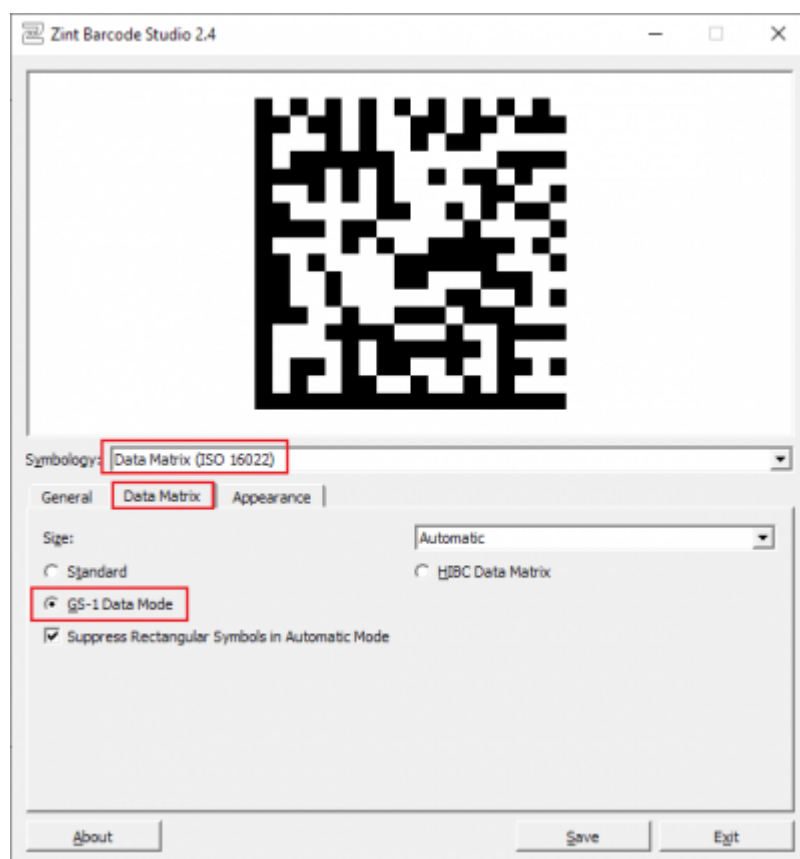 Zint Barcode Studio 2.4
Symbology: Data Matrix (ISO 16022)
General Data Matrix Appearance
Size: Automatic
Standard HIBC Data Matrix
GS-1 Data Mode
Suppress Rectangular Symbols in Automatic Mode
About Save Exit